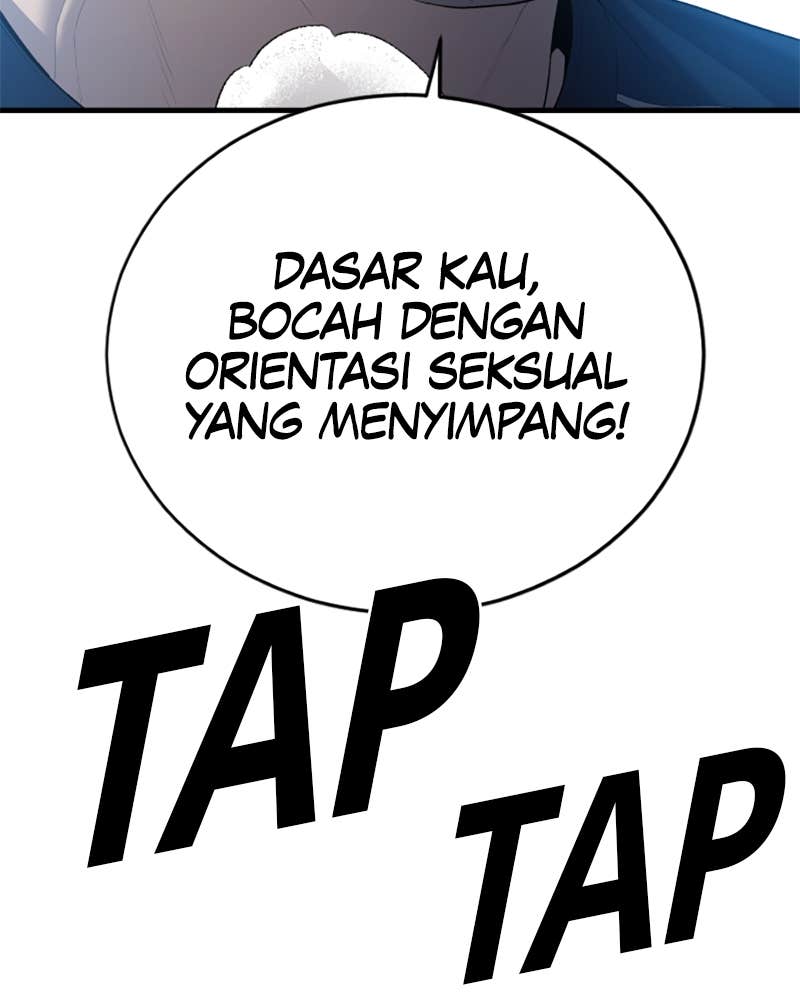 DASAR KAU,
BOCAH DENGAN
ORIENTASI SEKSUAL
YANG MENYIMPANG!
TAP
TAP